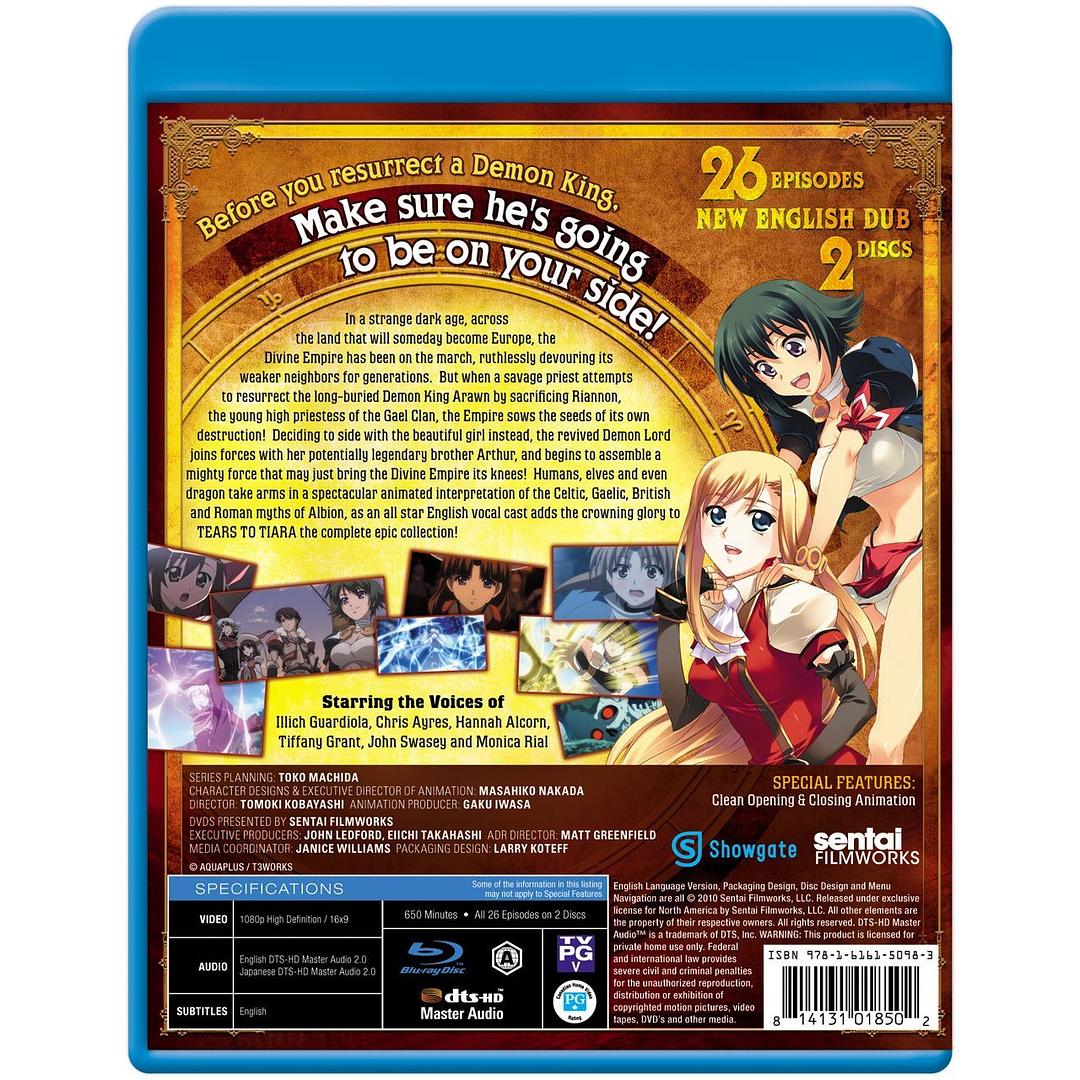 Before you resurrect a Demon King,
Make sure he's going
to be on your side!
26 EPISODES
NEW ENGLISH DUB
2 DISCS
In a strange dark age, across
the land that will someday become Europe, the
Divine Empire has been on the march, ruthlessly devouring its
weaker neighbors for generations. But when a savage priest attempts
to resurrect the long-buried Demon King Arawn by sacrificing Riannon,
the young high priestess of the Gael Clan, the Empire sows the seeds of its own
destruction! Deciding to side with the beautiful girl instead, the revived Demon Lord
joins forces with her potentially legendary brother Arthur, and begins to assemble a
mighty force that may just bring the Divine Empire its knees! Humans, elves and even
dragon take arms in a spectacular animated interpretation of the Celtic, Gaelic, British
and Roman myths of Albion, as an all star English vocal cast adds the crowning glory to
TEARS TO TIARA the complete epic collection!
Starring the Voices of
Illich Guardiola, Chris Ayres, Hannah Alcorn,
Tiffany Grant, John Swasey and Monica Rial
SERIES PLANNING: TOKO MACHIDA
CHARACTER DESIGNS & EXECUTIVE DIRECTOR OF ANIMATION: MASAHIKO NAKADA
DIRECTOR: TOMOKI KOBAYASHI ANIMATION PRODUCER: GAKU IWASA
DVDS PRESENTED BY SENTAI FILMWORKS
EXECUTIVE PRODUCERS: JOHN LEDFORD, EIICHI TAKAHASHI ADR DIRECTOR: MATT GREENFIELD
MEDIA COORDINATOR: JANICE WILLIAMS PACKAGING DESIGN: LARRY KOTEFF
© AQUAPLUS / T3WORKS
SPECIAL FEATURES:
Clean Opening & Closing Animation
Showgate
sentai
FILMWORKS
SPECIFICATIONS
Some of the information in this listing
may not apply to Special Features
VIDEO
1080p High Definition / 16x9
AUDIO
English DTS-HD Master Audio 2.0
Japanese DTS-HD Master Audio 2.0
SUBTITLES
English
650 Minutes • All 26 Episodes on 2 Discs
Blu-ray Disc
A
dts-HD™
Master Audio
TV
PG
V
Canadian Home Video
PG
Rated
English Language Version, Packaging Design, Disc Design and Menu
Navigation are all © 2010 Sentai Filmworks, LLC. Released under exclusive
license for North America by Sentai Filmworks, LLC. All other elements are
the property of their respective owners. All rights reserved. DTS-HD Master
Audio™ is a trademark of DTS, Inc. WARNING: This product is licensed for
private home use only. Federal
and international law provides
severe civil and criminal penalties
for the unauthorized reproduction,
distribution or exhibition of
copyrighted motion pictures, video
tapes, DVD's and other media.
ISBN 978-1-6161-5098-3
8 14131 01850 2